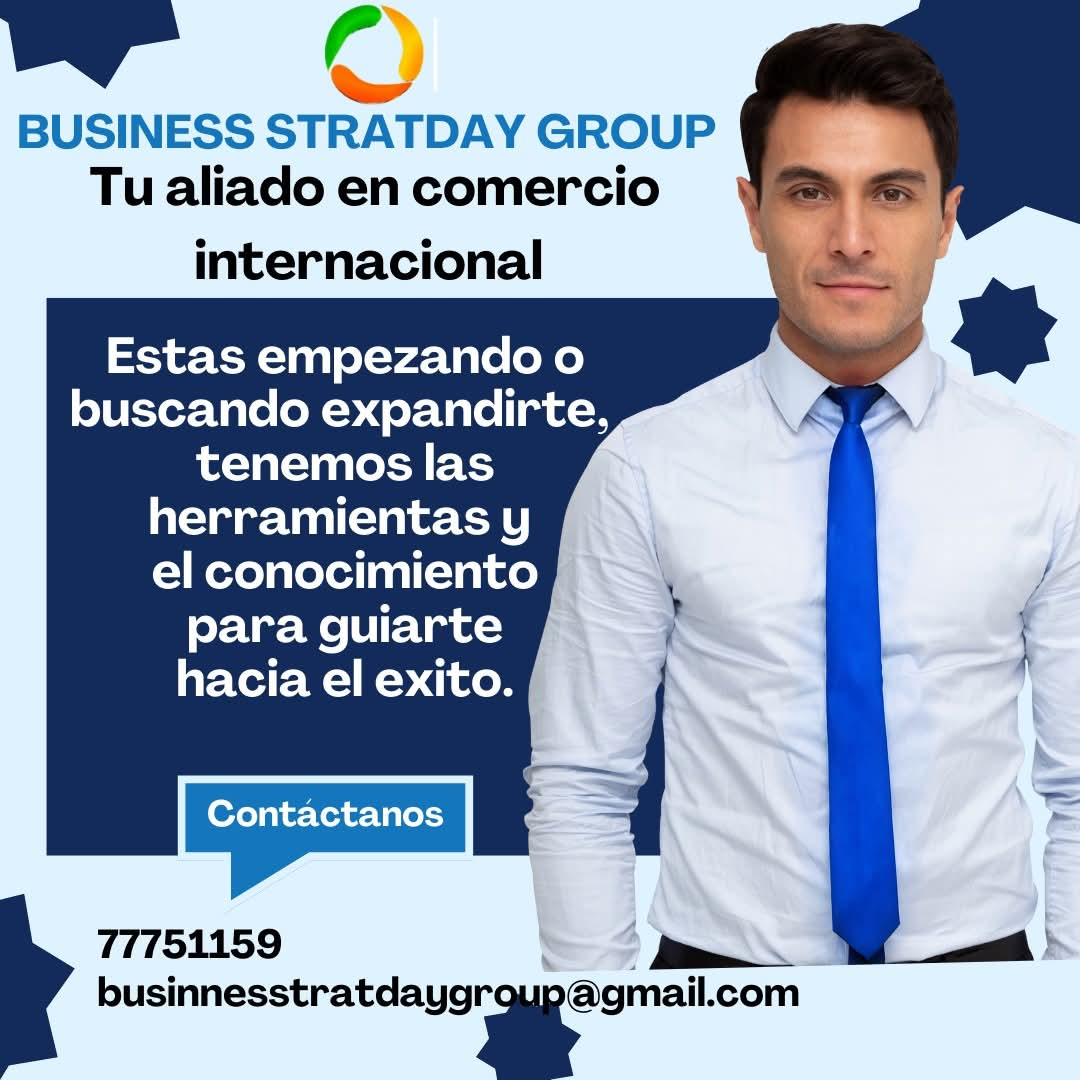 BUSINESS STRATDAY GROUP
Tu aliado en comercio
internacional
Estas empezando o
buscando expandirte,
tenemos las
herramientas y
el conocimiento
para guiarte
hacia el exito.
Contáctanos
77751159
businnesstratdaygroup@gmail.com